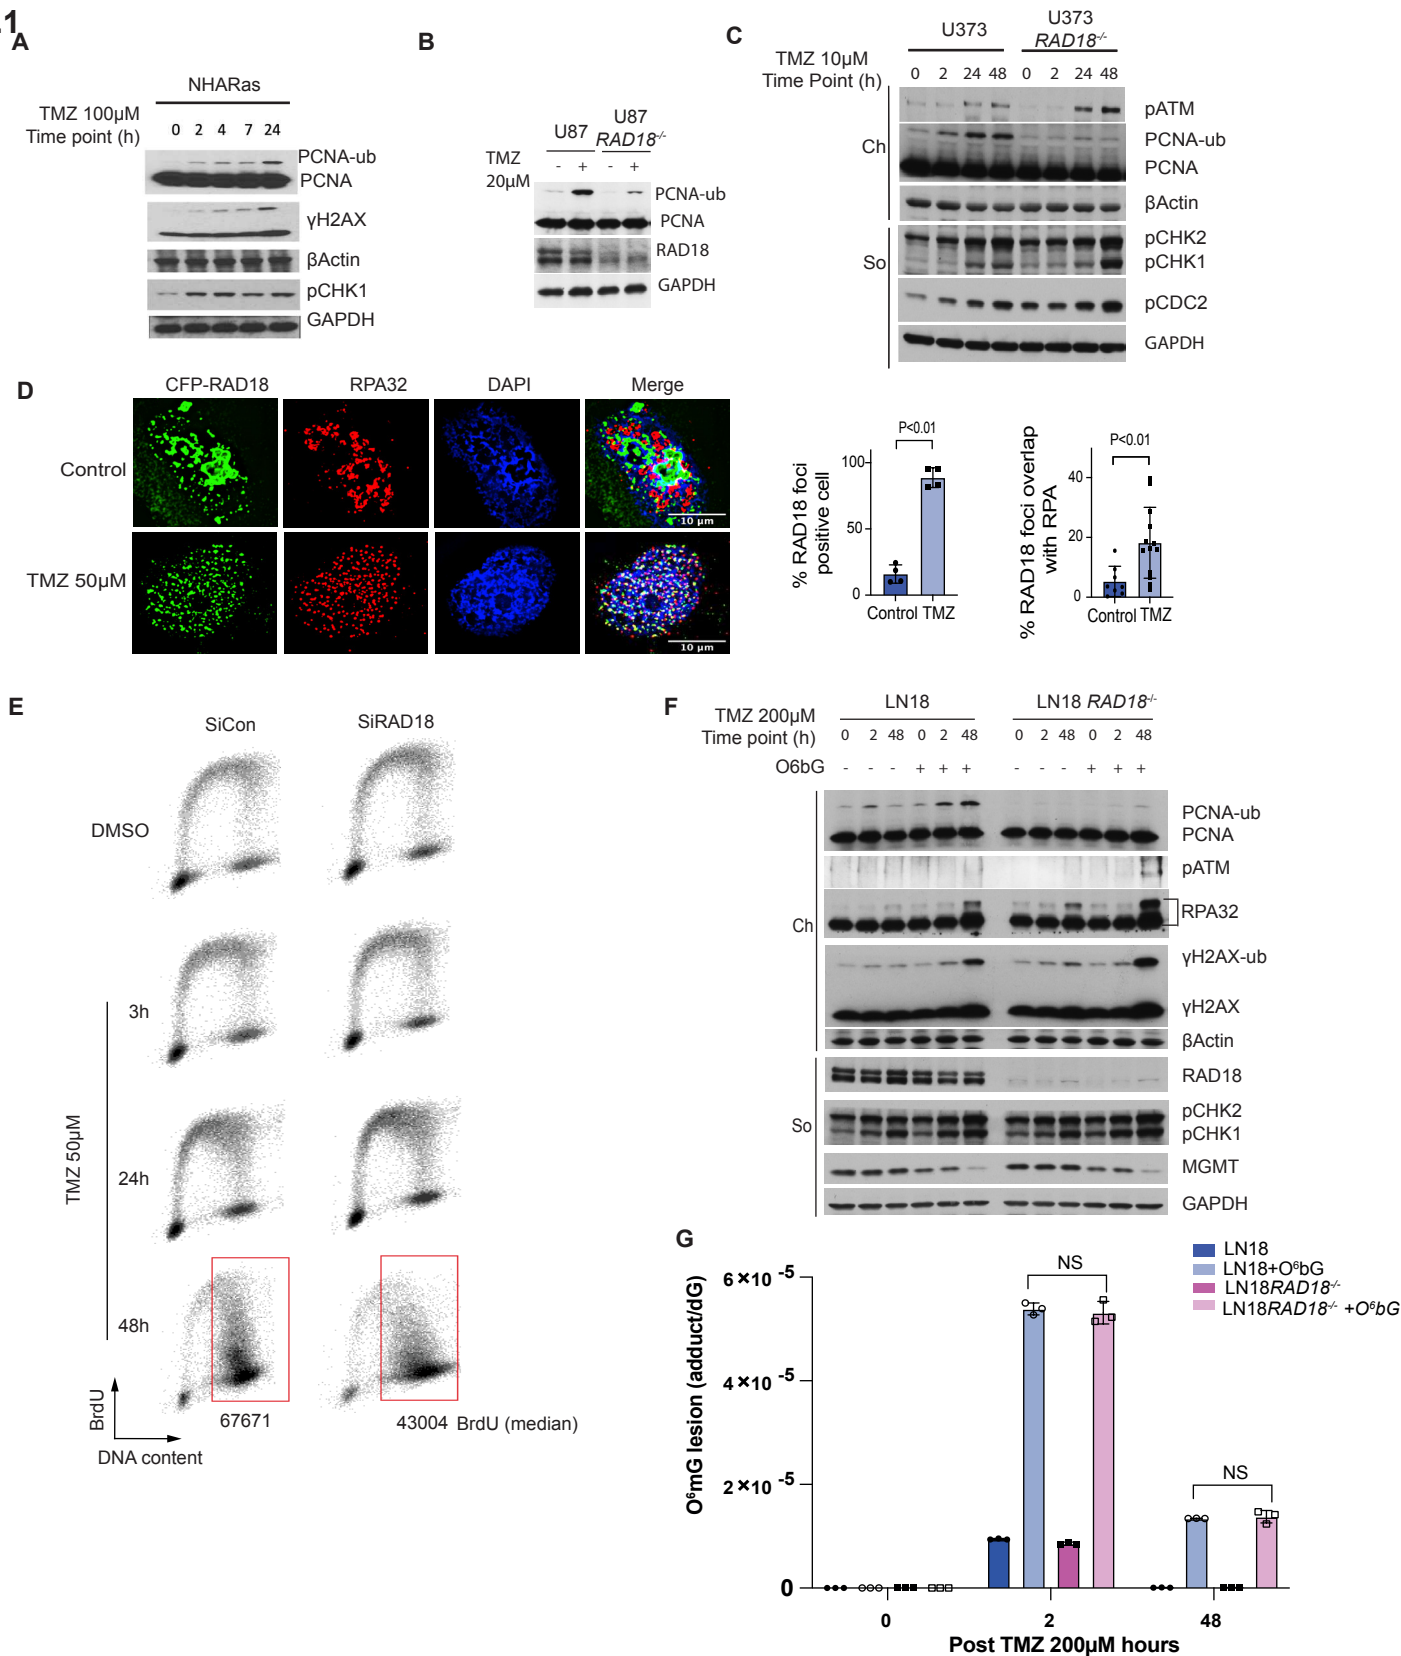 .1
A
NHARas
TMZ 100µM
Time point (h)
0 2 4 7 24
PCNA-ub
PCNA
γH2AX
βActin
pCHK1
GAPDH
B
U87
U87
RAD18-/-
TMZ
20µM
- + - +
PCNA-ub
PCNA
RAD18
GAPDH
C
U373
U373
RAD18-/-
TMZ 10µM
Time Point (h)
0 2 24 48 0 2 24 48
Ch
pATM
PCNA-ub
PCNA
βActin
So
pCHK2
pCHK1
pCDC2
GAPDH
D
CFP-RAD18 RPA32 DAPI Merge
Control
10 µm
TMZ 50µM
10 µm
% RAD18 foci
positive cell
P<0.01
100
50
0
Control TMZ
% RAD18 foci overlap
with RPA
P<0.01
40
20
0
Control TMZ
E
SiCon SiRAD18
DMSO
TMZ 50µM
3h
24h
48h
67671
43004 BrdU (median)
BrdU
DNA content
F
LN18 LN18 RAD18-/-
TMZ 200µM
Time point (h)
0 2 48 0 2 48 0 2 48 0 2 48
O6bG
- - - + + + - - - + + +
Ch
PCNA-ub
PCNA
pATM
RPA32
γH2AX-ub
γH2AX
βActin
So
RAD18
pCHK2
pCHK1
MGMT
GAPDH
G
LN18
LN18+O⁶bG
LN18RAD18-/-
LN18RAD18-/- +O⁶bG
O⁶mG lesion (adduct/dG)
6×10 -5
4×10 -5
2×10 -5
0
NS
NS
0 2 48
Post TMZ 200µM hours